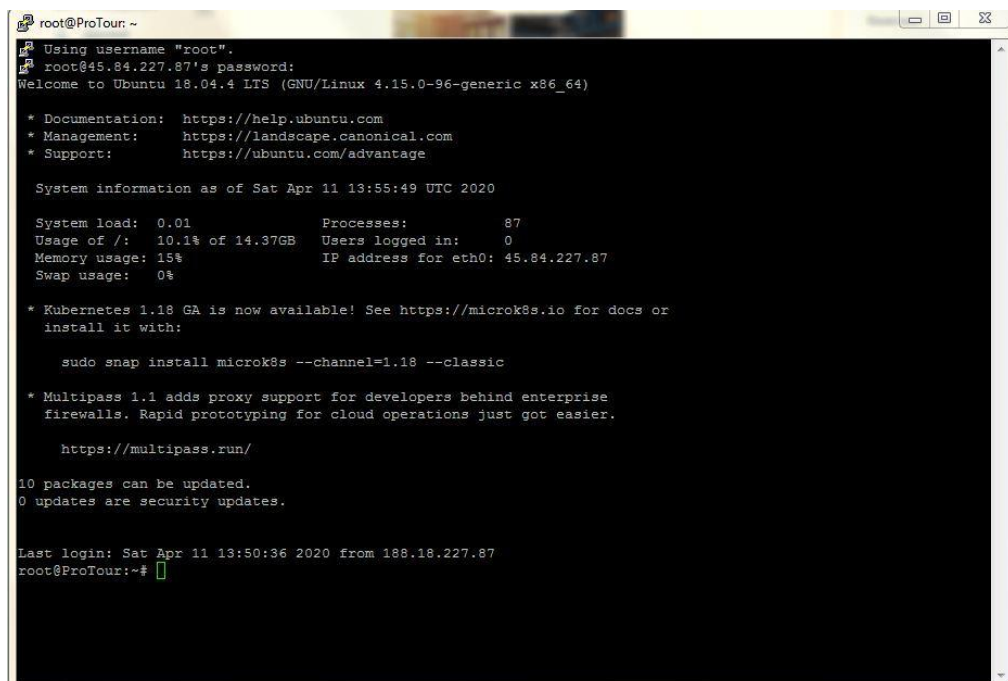 root@ProTour: ~
Using username "root".
root@45.84.227.87's password:
Welcome to Ubuntu 18.04.4 LTS (GNU/Linux 4.15.0-96-generic x86_64)
* Documentation:  https://help.ubuntu.com
* Management:     https://landscape.canonical.com
* Support:        https://ubuntu.com/advantage
System information as of Sat Apr 11 13:55:49 UTC 2020
System load:  0.01              Processes:           87
Usage of /:   10.1% of 14.37GB   Users logged in:     0
Memory usage: 15%               IP address for eth0: 45.84.227.87
Swap usage:   0%
* Kubernetes 1.18 GA is now available! See https://microk8s.io for docs or
install it with:
sudo snap install microk8s --channel=1.18 --classic
* Multipass 1.1 adds proxy support for developers behind enterprise
firewalls. Rapid prototyping for cloud operations just got easier.
https://multipass.run/
10 packages can be updated.
0 updates are security updates.
Last login: Sat Apr 11 13:50:36 2020 from 188.18.227.87
root@ProTour:~#